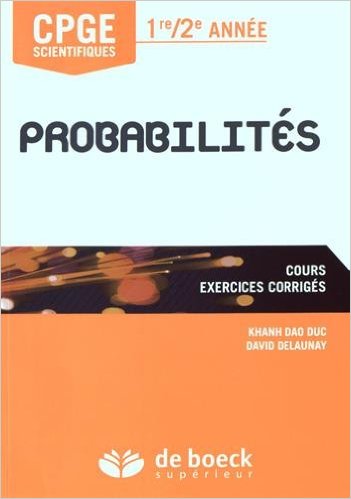 CPGE
SCIENTIFIQUES
1re/2e ANNÉE
PROBABILITÉS
COURS
EXERCICES CORRIGÉS
KHANH DAO DUC
DAVID DELAUNAY
de boeck
supérieur